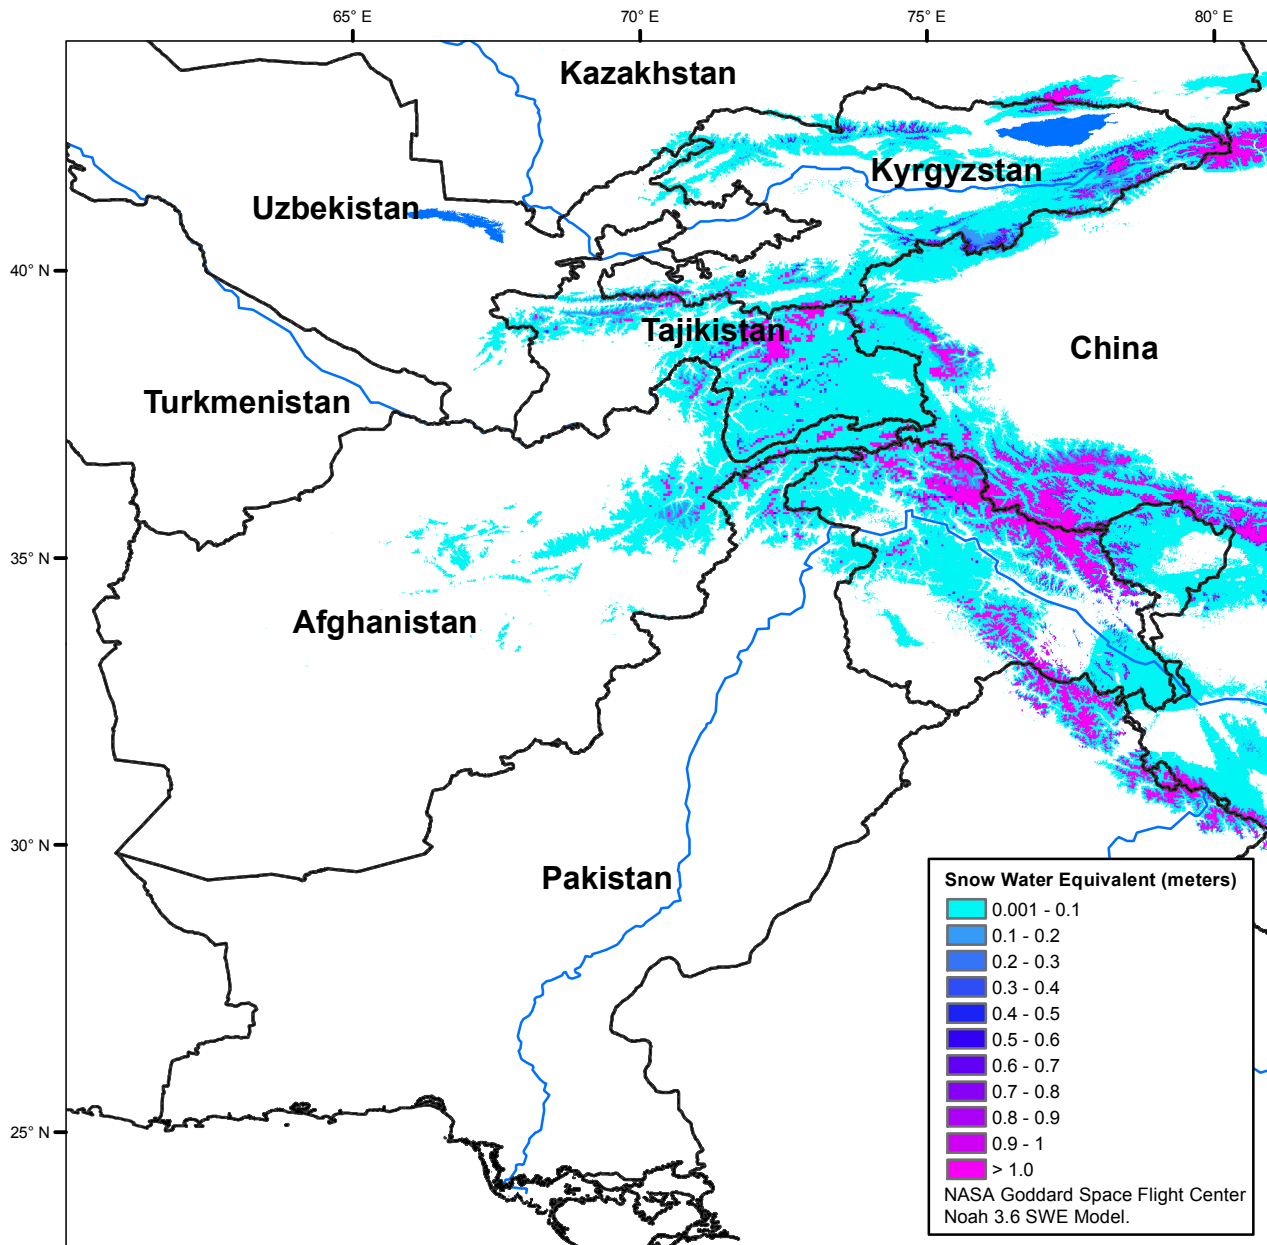 65° E
70° E
75° E
80° E
Kazakhstan
Kyrgyzstan
Uzbekistan
40° N
Tajikistan
China
Turkmenistan
35° N
Afghanistan
30° N
Pakistan
25° N
Snow Water Equivalent (meters)
0.001 - 0.1
0.1 - 0.2
0.2 - 0.3
0.3 - 0.4
0.4 - 0.5
0.5 - 0.6
0.6 - 0.7
0.7 - 0.8
0.8 - 0.9
0.9 - 1
> 1.0
NASA Goddard Space Flight Center
Noah 3.6 SWE Model.